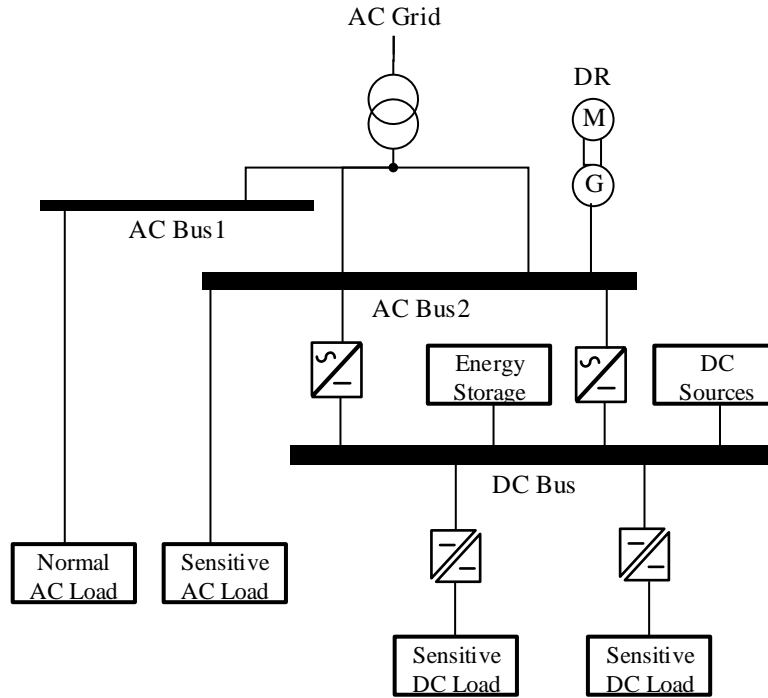 AC Grid
DR
M
G
AC Bus1
AC Bus2
Energy
Storage
DC
Sources
DC Bus
Normal
AC Load
Sensitive
AC Load
Sensitive
DC Load
Sensitive
DC Load